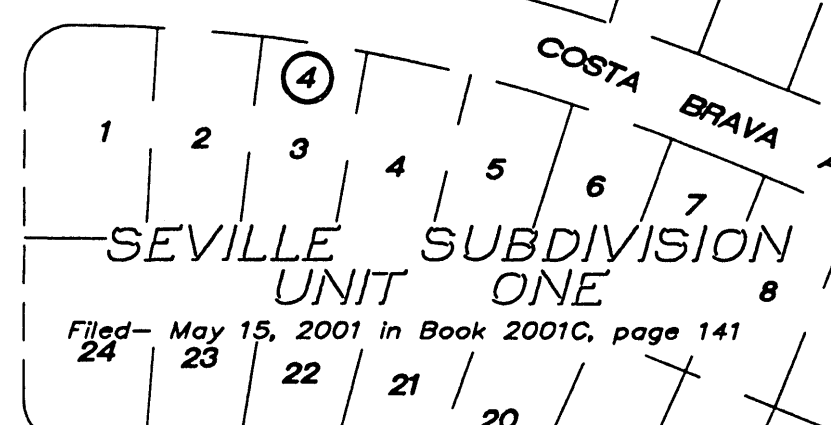 COSTA BRAVA
4
1 2 3 4 5 6 7
SEVILLE SUBDIVISION
UNIT ONE
8
Filed— May 15, 2001 in Book 2001C, page 141
24 23 22 21
20